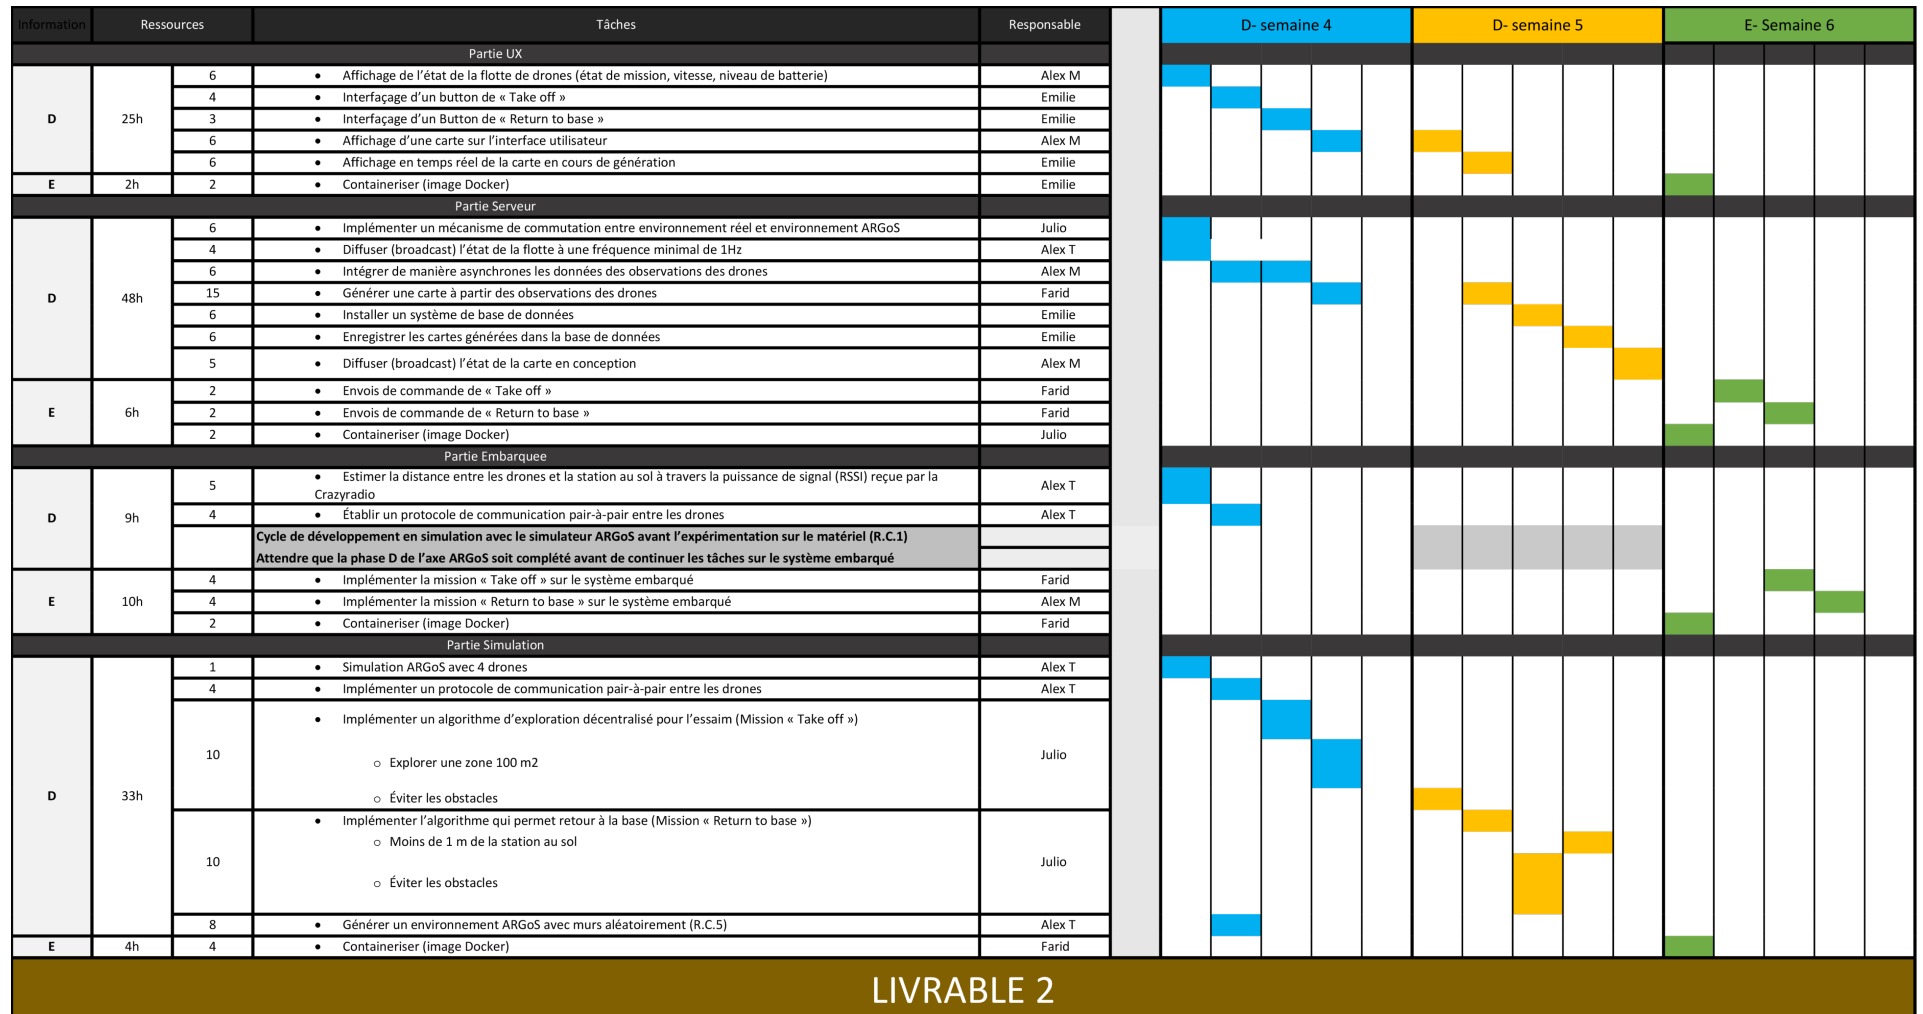 Information Ressources Tâches Responsable D- semaine 4 D- semaine 5 E- Semaine 6
Partie UX
D 25h
6 • Affichage de l'état de la flotte de drones (état de mission, vitesse, niveau de batterie) Alex M
4 • Interfaçage d'un button de « Take off » Emilie
3 • Interfaçage d'un Button de « Return to base » Emilie
6 • Affichage d'une carte sur l'interface utilisateur Alex M
6 • Affichage en temps réel de la carte en cours de génération Emilie
E 2h 2 • Containeriser (image Docker) Emilie
Partie Serveur
D 48h
6 • Implémenter un mécanisme de commutation entre environnement réel et environnement ARGoS Julio
4 • Diffuser (broadcast) l'état de la flotte à une fréquence minimal de 1Hz Alex T
6 • Intégrer de manière asynchrones les données des observations des drones Alex M
15 • Générer une carte à partir des observations des drones Farid
6 • Installer un système de base de données Emilie
6 • Enregistrer les cartes générées dans la base de données Emilie
5 • Diffuser (broadcast) l'état de la carte en conception Alex M
E 6h
2 • Envois de commande de « Take off » Farid
2 • Envois de commande de « Return to base » Farid
2 • Containeriser (image Docker) Julio
Partie Embarquee
D 9h
5 • Estimer la distance entre les drones et la station au sol à travers la puissance de signal (RSSI) reçue par la
Crazyradio Alex T
4 • Établir un protocole de communication pair-à-pair entre les drones Alex T
Cycle de développement en simulation avec le simulateur ARGoS avant l'expérimentation sur le matériel (R.C.1)
Attendre que la phase D de l'axe ARGoS soit complété avant de continuer les tâches sur le système embarqué
E 10h
4 • Implémenter la mission « Take off » sur le système embarqué Farid
4 • Implémenter la mission « Return to base » sur le système embarqué Alex M
2 • Containeriser (image Docker) Farid
Partie Simulation
D 33h
1 • Simulation ARGoS avec 4 drones Alex T
4 • Implémenter un protocole de communication pair-à-pair entre les drones Alex T
10 • Implémenter un algorithme d'exploration décentralisé pour l'essaim (Mission « Take off ») Julio
o Explorer une zone 100 m2
o Éviter les obstacles
10 • Implémenter l'algorithme qui permet retour à la base (Mission « Return to base ») Julio
o Moins de 1 m de la station au sol
o Éviter les obstacles
8 • Générer un environnement ARGoS avec murs aléatoirement (R.C.5) Alex T
E 4h 4 • Containeriser (image Docker) Farid
LIVRABLE 2